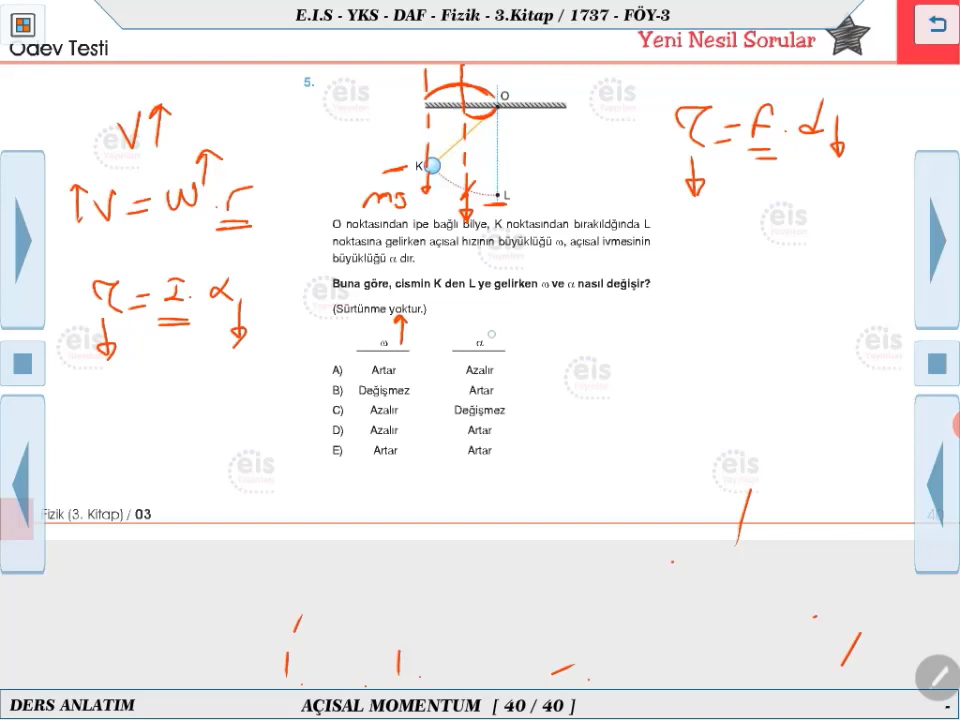 E.I.S - YKS - DAF - Fizik - 3.Kitap / 1737 - FÖY-3
Ödev Testi
Yeni Nesil Sorular
5.
O
K
L
mg
V↑
↑V = W↑ . r
τ = I . α
τ = F . d
O noktasından ipe bağlı bilye, K noktasından bırakıldğında L
noktasına gelirken açısal hızının büyüklüğü ω, açısal ivmesinin
büyüklüğü α dır.
Buna göre, cismin K den L ye gelirken ω ve α nasıl değişir?
(Sürtünme yoktur.)
ω α
A) Artar Azalır
B) Değişmez Artar
C) Azalır Değişmez
D) Azalır Artar
E) Artar Artar
eis
Fizik (3. Kitap) / 03
DERS ANLATIM
AÇISAL MOMENTUM [ 40 / 40 ]
-